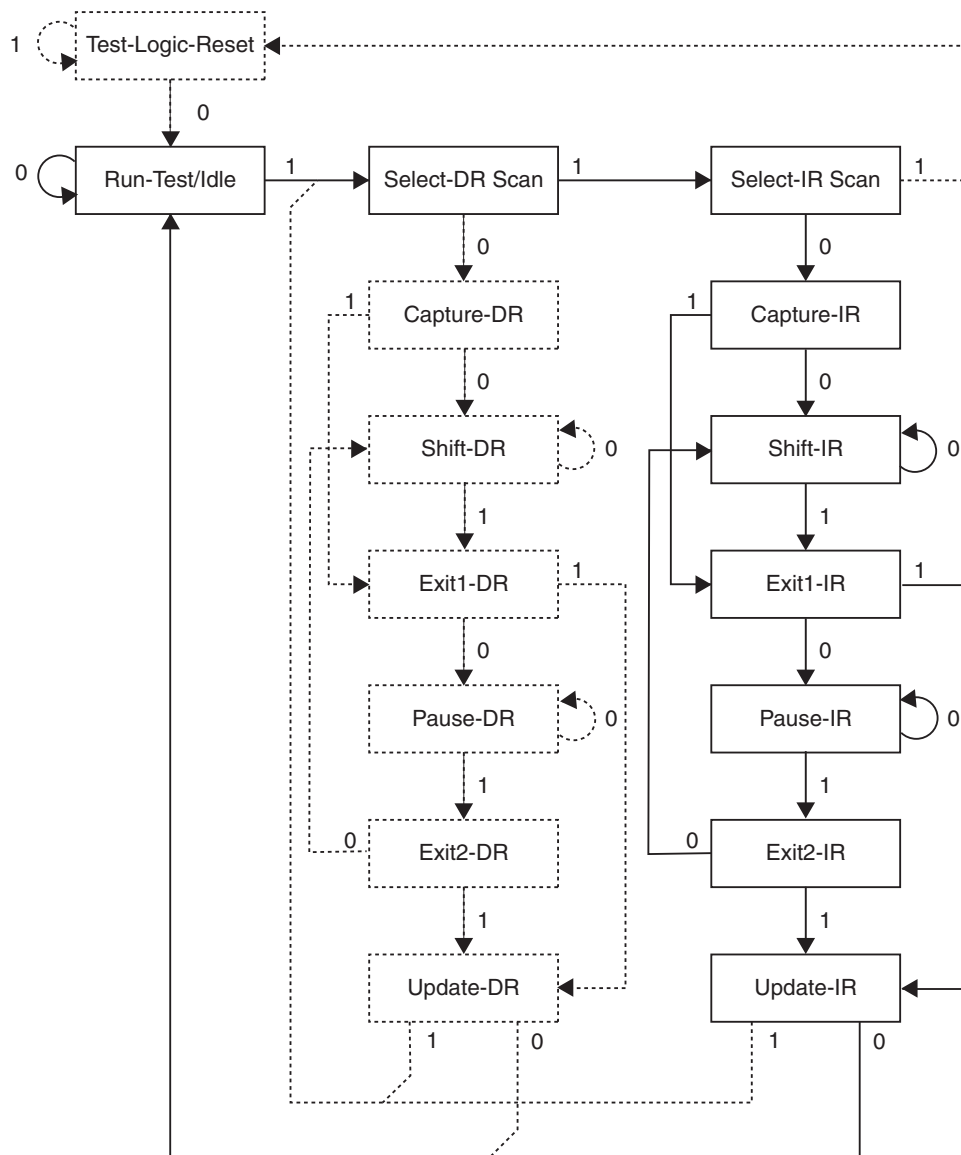 1 Test-Logic-Reset
0
0 Run-Test/Idle 1 Select-DR Scan 1 Select-IR Scan 1
0 0
1 Capture-DR 1 Capture-IR
0 0
Shift-DR 0 Shift-IR 0
1 1
Exit1-DR 1 Exit1-IR 1
0 0
Pause-DR 0 Pause-IR 0
1 1
0 Exit2-DR 0 Exit2-IR
1 1
Update-DR Update-IR
1 0 1 0